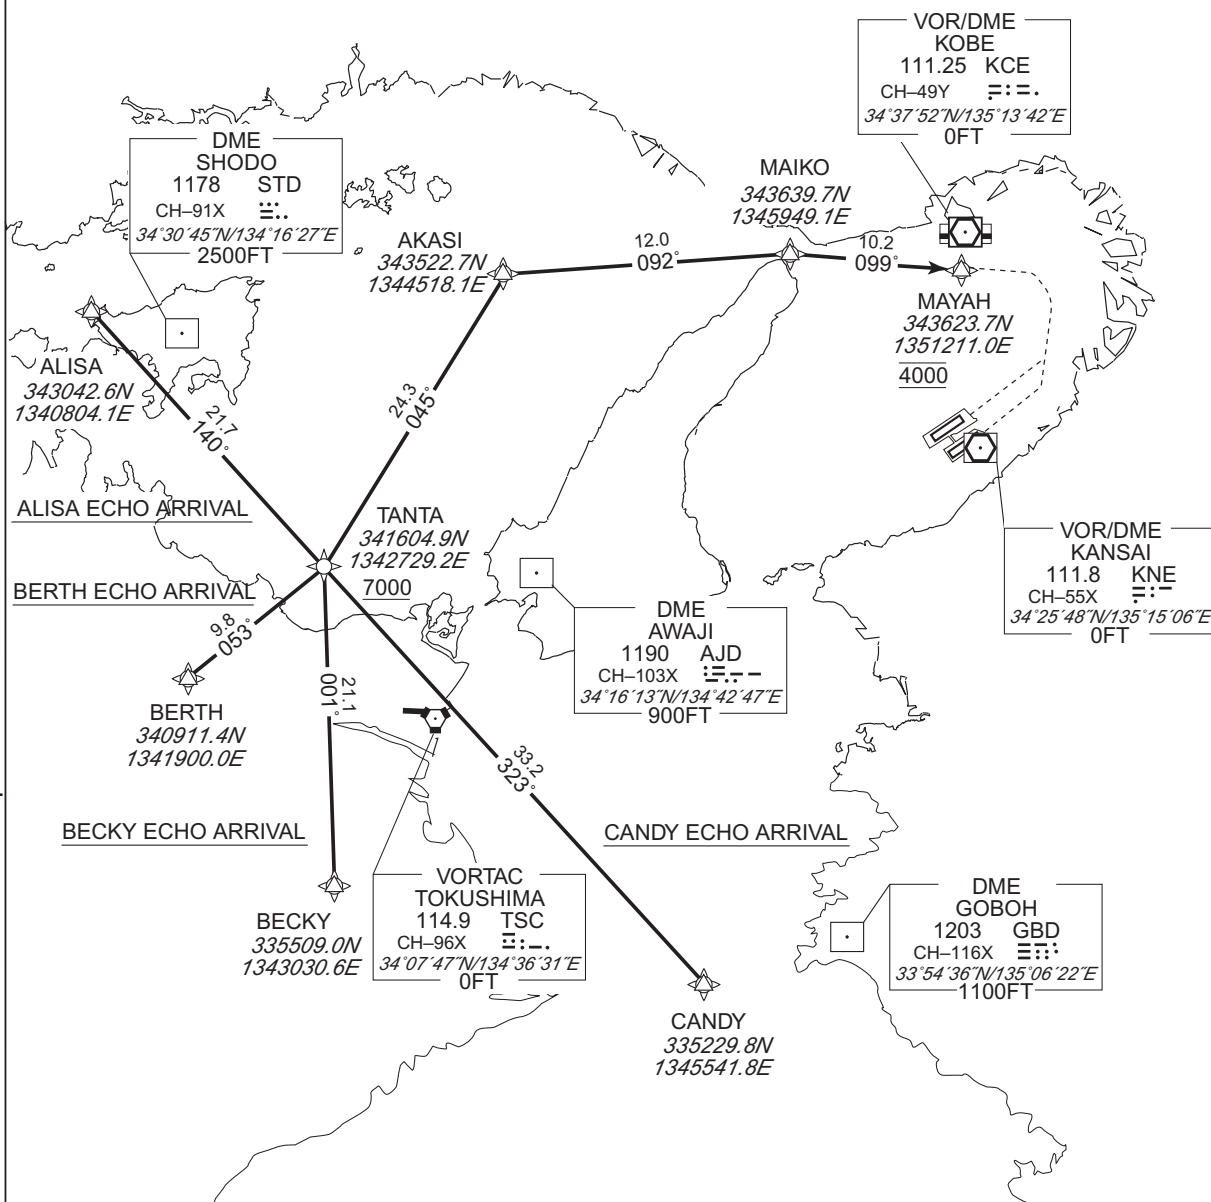 VOR/DME
KOBE
111.25 KCE
CH–49Y
34°37´52˝N/135°13´42˝E
0FT
DME
SHODO
1178 STD
CH–91X
34°30´45˝N/134°16´27˝E
2500FT
MAIKO
343639.7N
1345949.1E
AKASI
343522.7N
1344518.1E
12.0
092°
10.2
099°
MAYAH
343623.7N
1351211.0E
4000
ALISA
343042.6N
1340804.1E
21.7
140°
24.3
045°
ALISA ECHO ARRIVAL
TANTA
341604.9N
1342729.2E
7000
VOR/DME
KANSAI
111.8 KNE
CH–55X
34°25´48˝N/135°15´06˝E
0FT
BERTH ECHO ARRIVAL
9.8
053°
DME
AWAJI
1190 AJD
CH–103X
34°16´13˝N/134°42´47˝E
900FT
BERTH
340911.4N
1341900.0E
21.1
001°
33.2
323°
BECKY ECHO ARRIVAL
CANDY ECHO ARRIVAL
VORTAC
TOKUSHIMA
114.9 TSC
CH–96X
34°07´47˝N/134°36´31˝E
0FT
BECKY
335509.0N
1343030.6E
DME
GOBOH
1203 GBD
CH–116X
33°54´36˝N/135°06´22˝E
1100FT
CANDY
335229.8N
1345541.8E